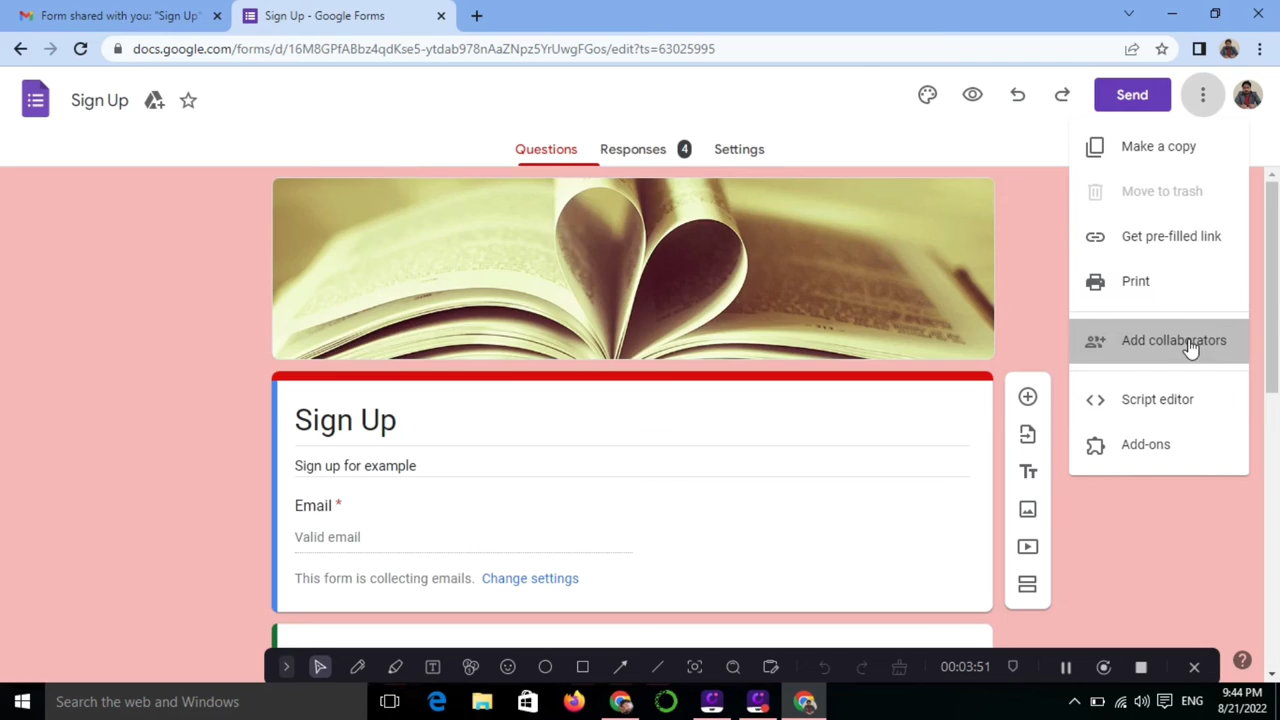 Form shared with you: "Sign Up"
Sign Up - Google Forms
docs.google.com/forms/d/16M8GPfABbz4qdKse5-ytdab978nAaZNpz5YrUwgFGos/edit?ts=63025995
Sign Up
Send
Questions
Responses 4
Settings
Make a copy
Move to trash
Get pre-filled link
Print
Add collaborators
Script editor
Add-ons
Sign Up
Sign up for example
Email *
Valid email
This form is collecting emails. Change settings
00:03:51
Search the web and Windows
ENG
9:44 PM
8/21/2022